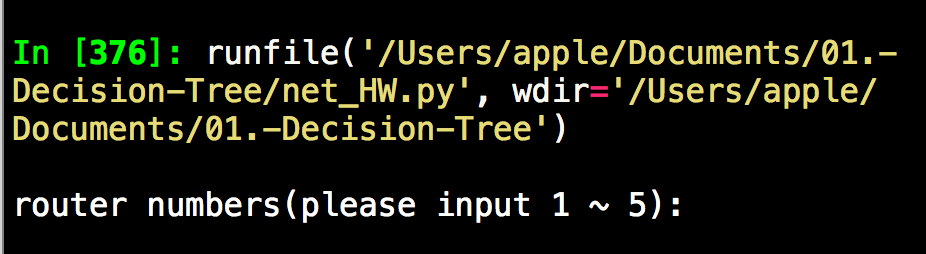 In [376]: runfile('/Users/apple/Documents/01.-
Decision-Tree/net_HW.py', wdir='/Users/apple/
Documents/01.-Decision-Tree')
router numbers(please input 1 ~ 5):